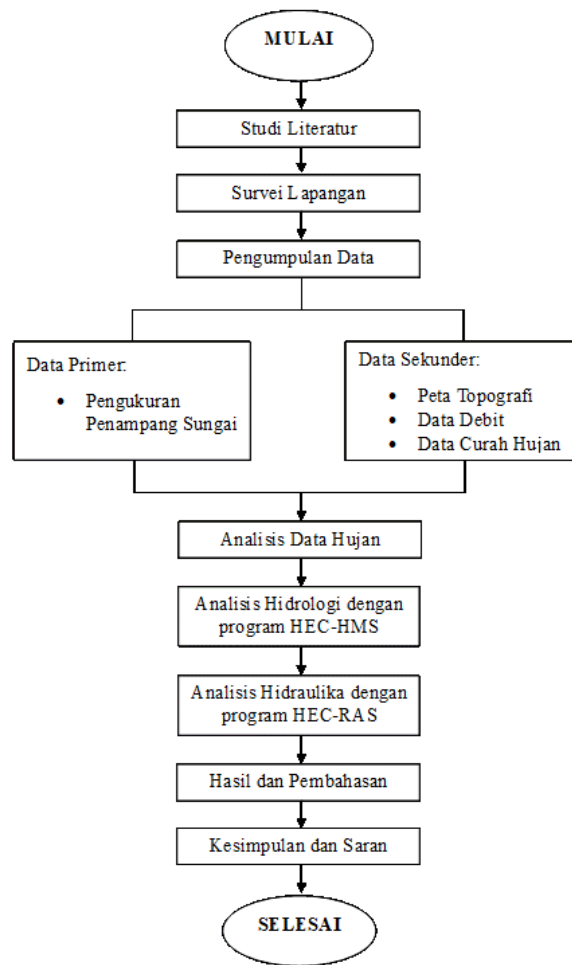 MULAI
Studi Literatur
Survei Lapangan
Pengumpulan Data
Data Primer:
• Pengukuran
Penampang Sungai
Data Sekunder:
• Peta Topografi
• Data Debit
• Data Curah Hujan
Analisis Data Hujan
Analisis Hidrologi dengan
program HEC-HMS
Analisis Hidraulika dengan
program HEC-RAS
Hasil dan Pembahasan
Kesimpulan dan Saran
SELESAI